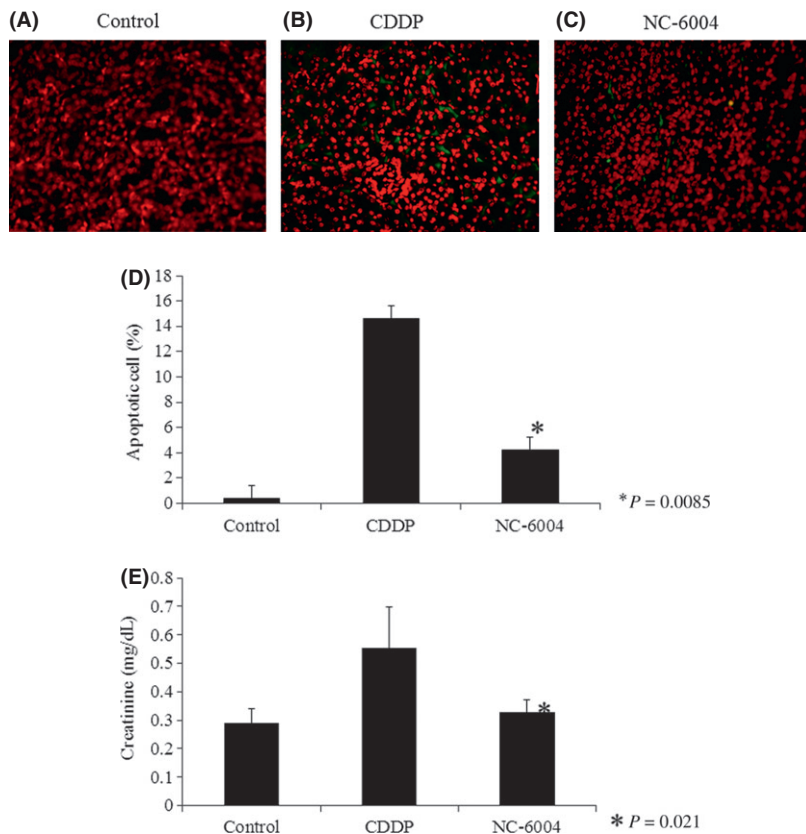 (A) Control
(B) CDDP
(C) NC-6004
(D)
18
16
14
12
10
8
6
4
2
0
Apoptotic cell (%)
*
Control CDDP NC-6004
*P = 0.0085
(E)
0.8
0.7
0.6
0.5
0.4
0.3
0.2
0.1
0
Creatinine (mg/dL)
*
Control CDDP NC-6004
* P = 0.021